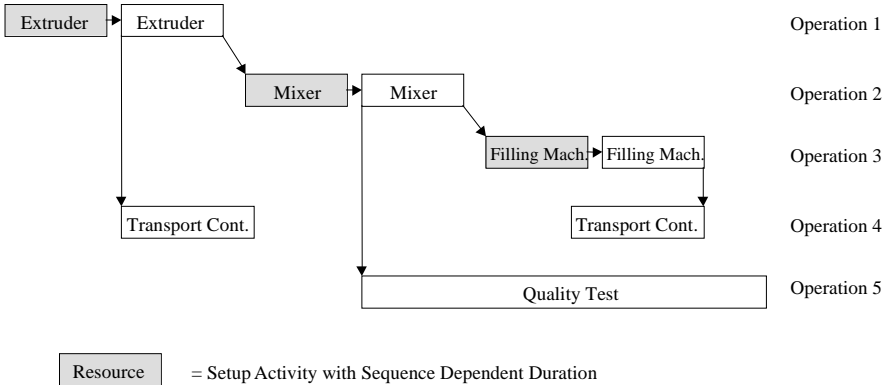 Extruder Extruder Operation 1
Mixer Mixer Operation 2
Filling Mach. Filling Mach. Operation 3
Transport Cont. Transport Cont. Operation 4
Quality Test Operation 5
Resource = Setup Activity with Sequence Dependent Duration